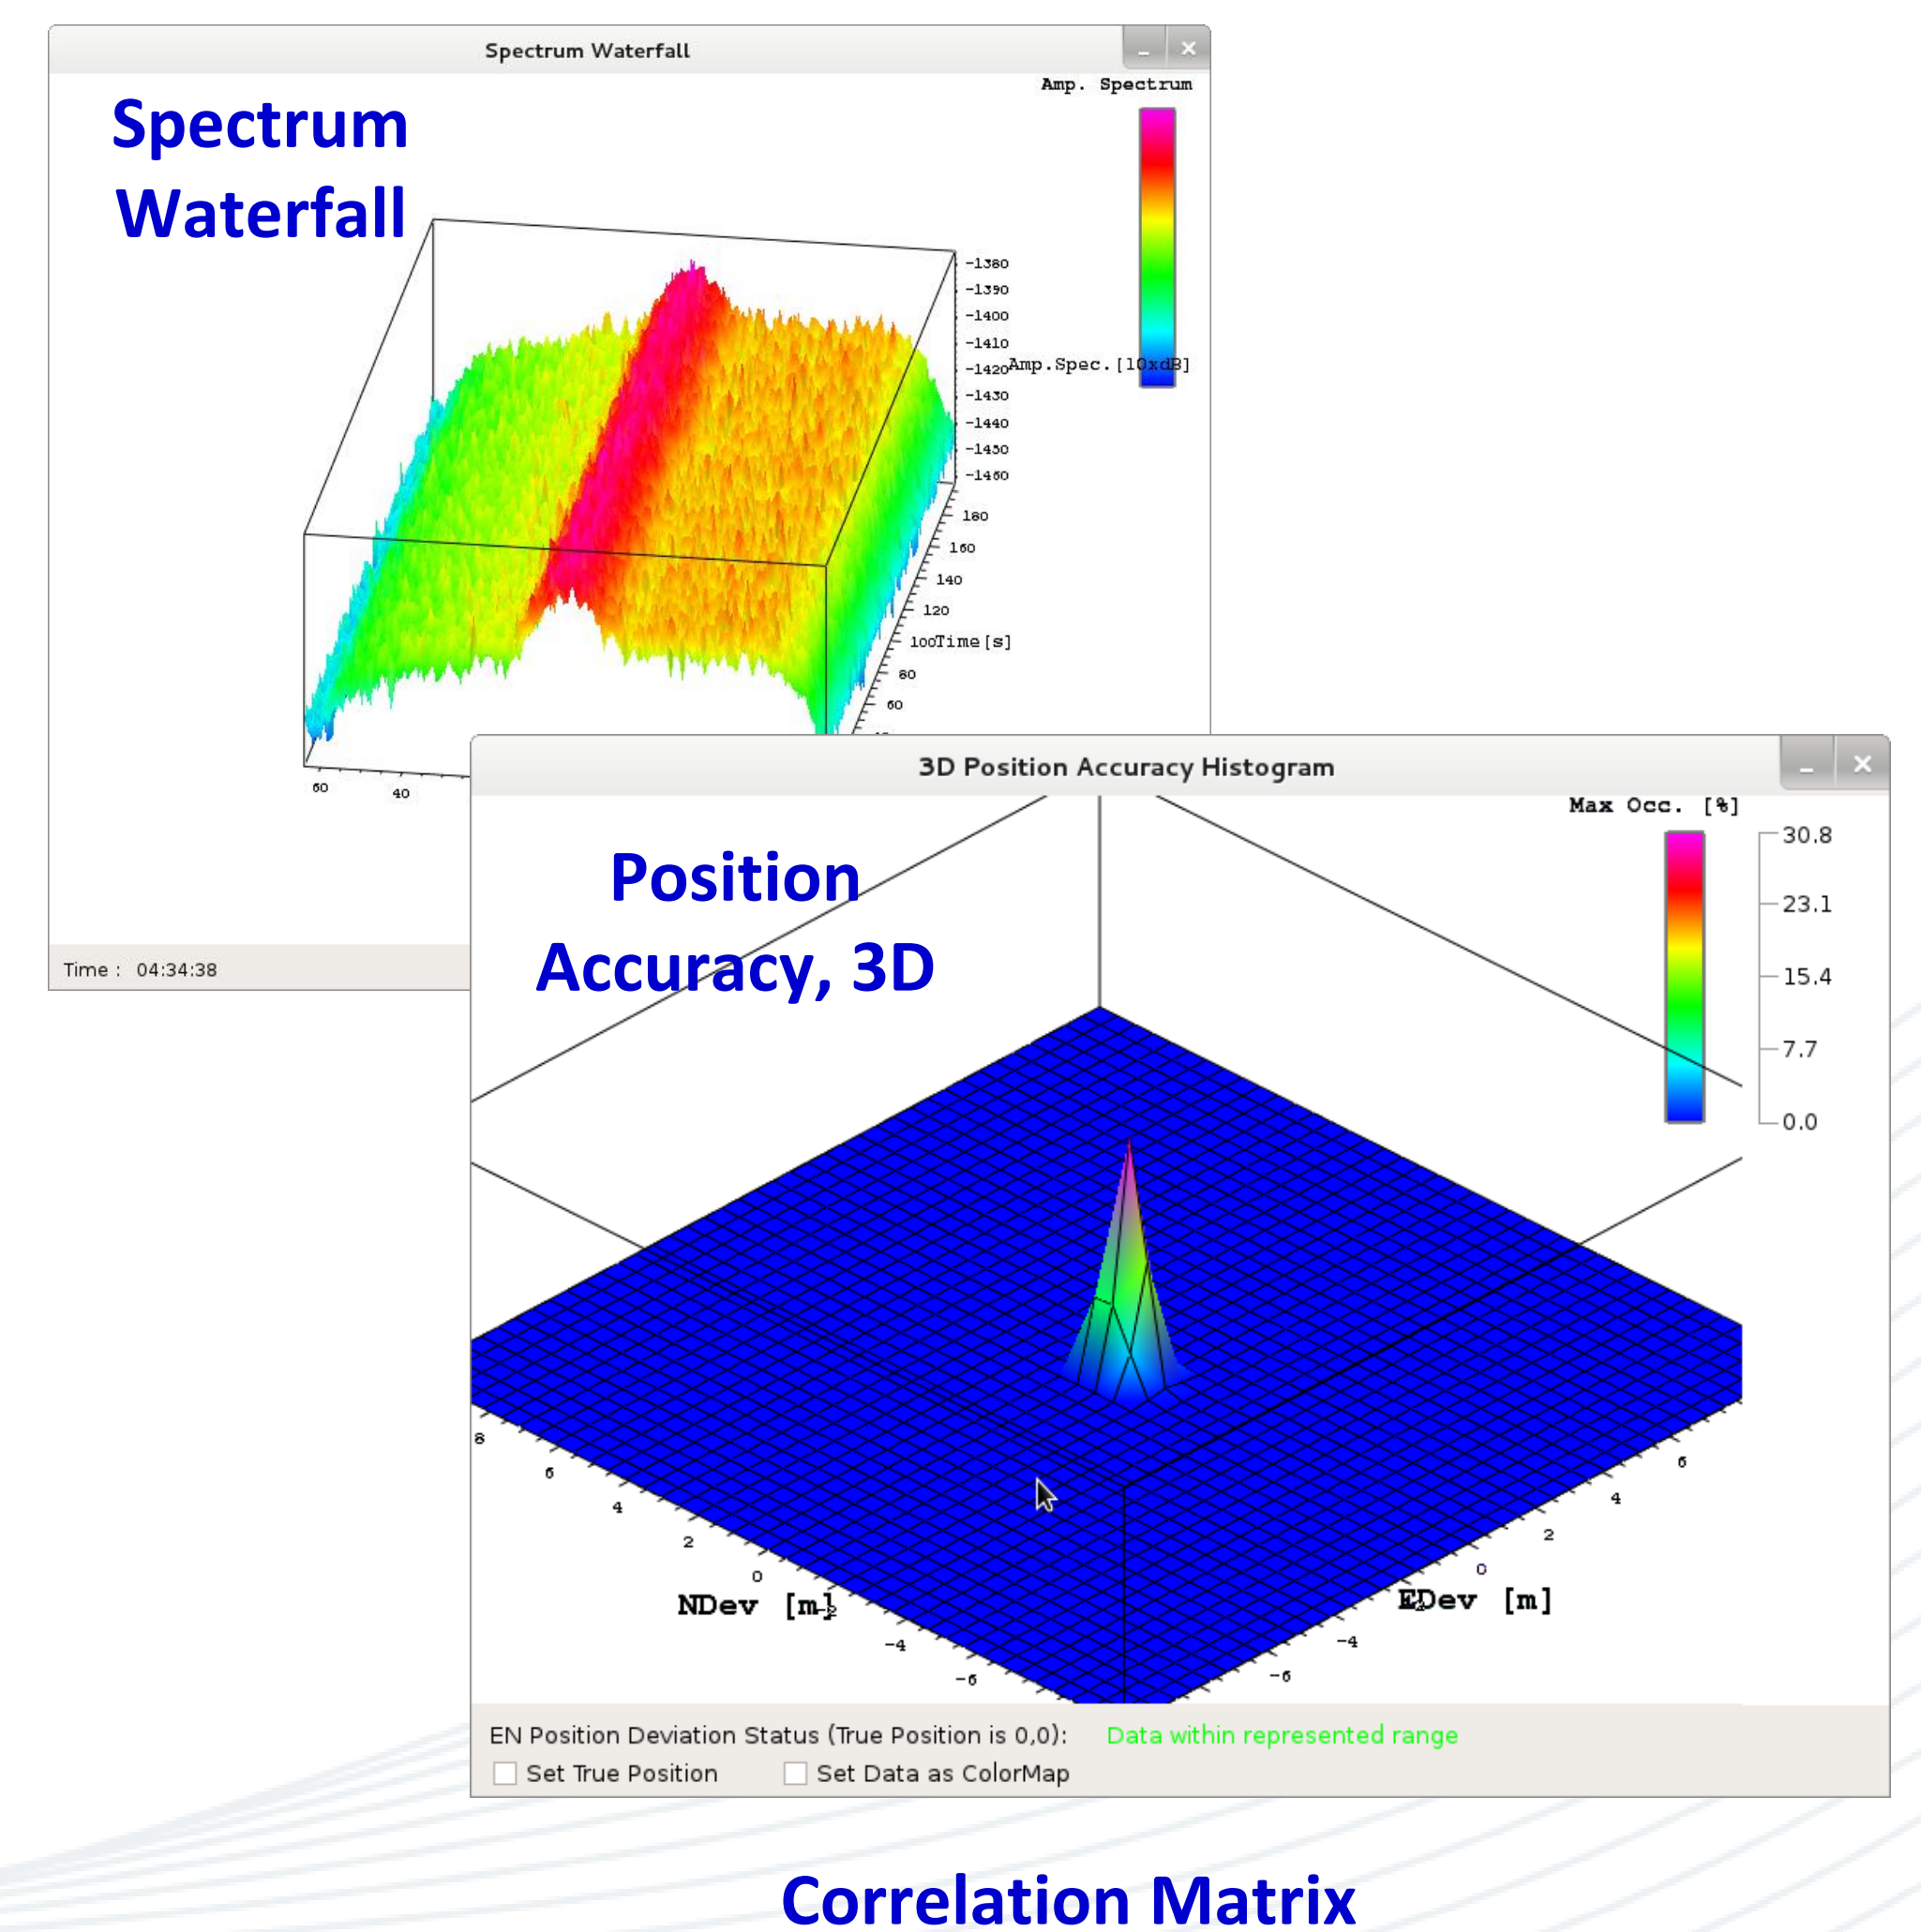 Spectrum Waterfall
Amp. Spectrum
Spectrum
Waterfall
-1380
-1390
-1400
-1410
-1420
Amp.Spec.[10xdB]
-1430
-1440
-1450
-1460
180
160
140
120
100
Time[s]
80
60
60
40
Time : 04:34:38
3D Position Accuracy Histogram
Max Occ. [%]
30.8
23.1
15.4
7.7
0.0
Position
Accuracy, 3D
8
6
4
2
0
-2
-4
-6
NDev [m]
6
4
2
0
-4
-6
EDev [m]
EN Position Deviation Status (True Position is 0,0): Data within represented range
Set True Position Set Data as ColorMap
Correlation Matrix